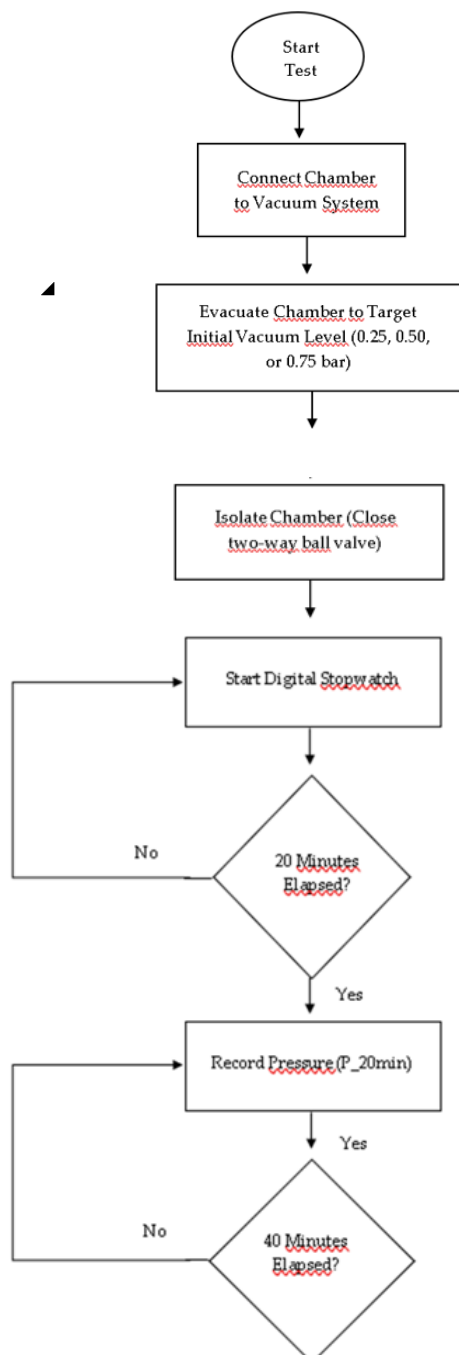 Start
Test
Connect Chamber
to Vacuum System
Evacuate Chamber to Target
Initial Vacuum Level (0.25, 0.50,
or 0.75 bar)
Isolate Chamber (Close
two-way ball valve)
Start Digital Stopwatch
No
20 Minutes
Elapsed?
Yes
Record Pressure (P_20min)
Yes
No
40 Minutes
Elapsed?